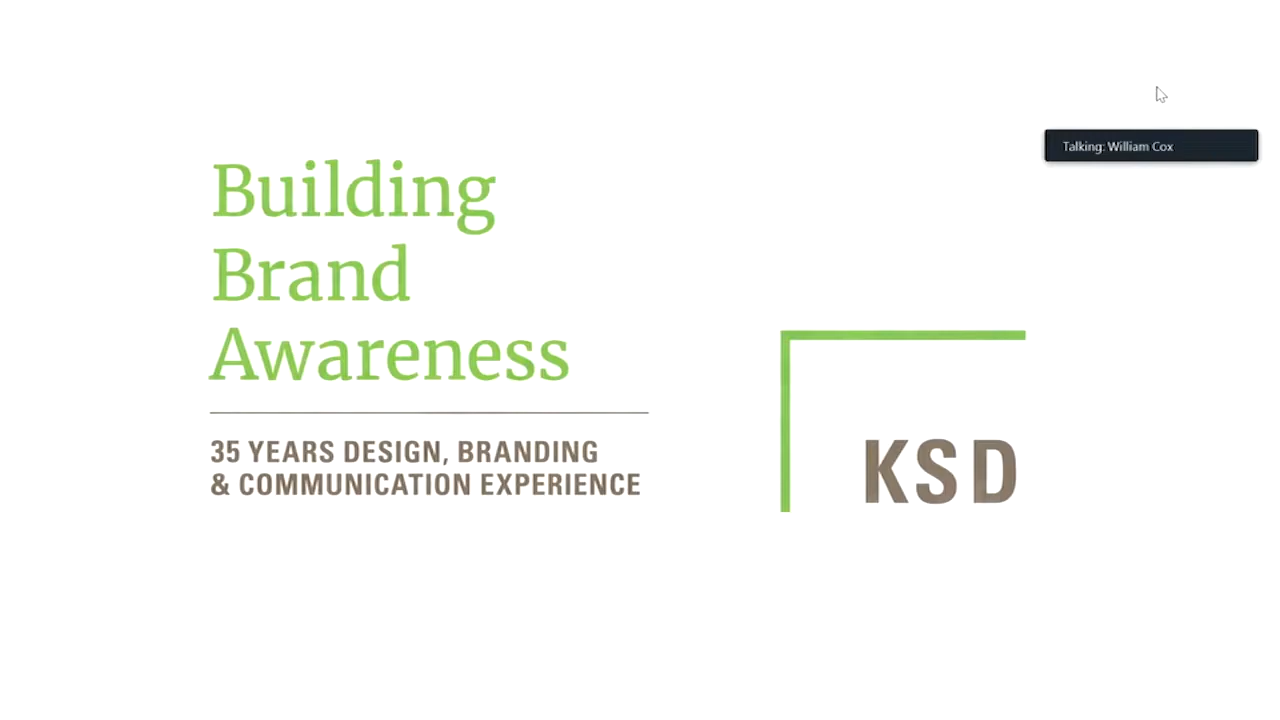 Talking: William Cox
Building
Brand
Awareness
35 YEARS DESIGN, BRANDING
& COMMUNICATION EXPERIENCE
KSD